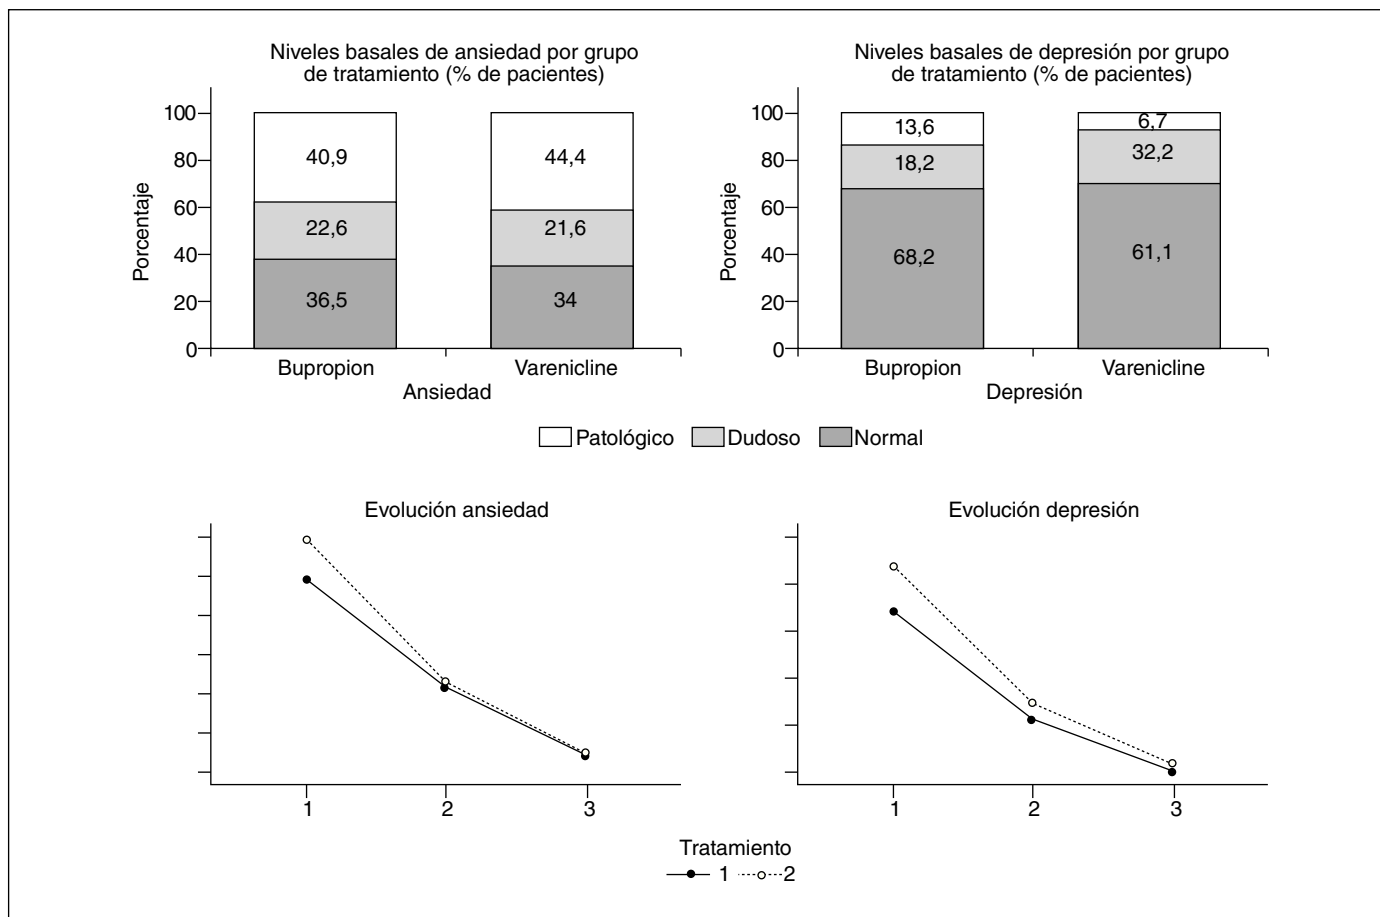 Niveles basales de ansiedad por grupo
de tratamiento (% de pacientes)
100
80
60
40
20
0
Porcentaje
40,9
22,6
36,5
44,4
21,6
34
Bupropion
Varenicline
Ansiedad
Niveles basales de depresión por grupo
de tratamiento (% de pacientes)
100
80
60
40
20
0
Porcentaje
13,6
18,2
68,2
6,7
32,2
61,1
Bupropion
Varenicline
Depresión
Patológico
Dudoso
Normal
Evolución ansiedad
1
2
3
Evolución depresión
1
2
3
Tratamiento
1
2